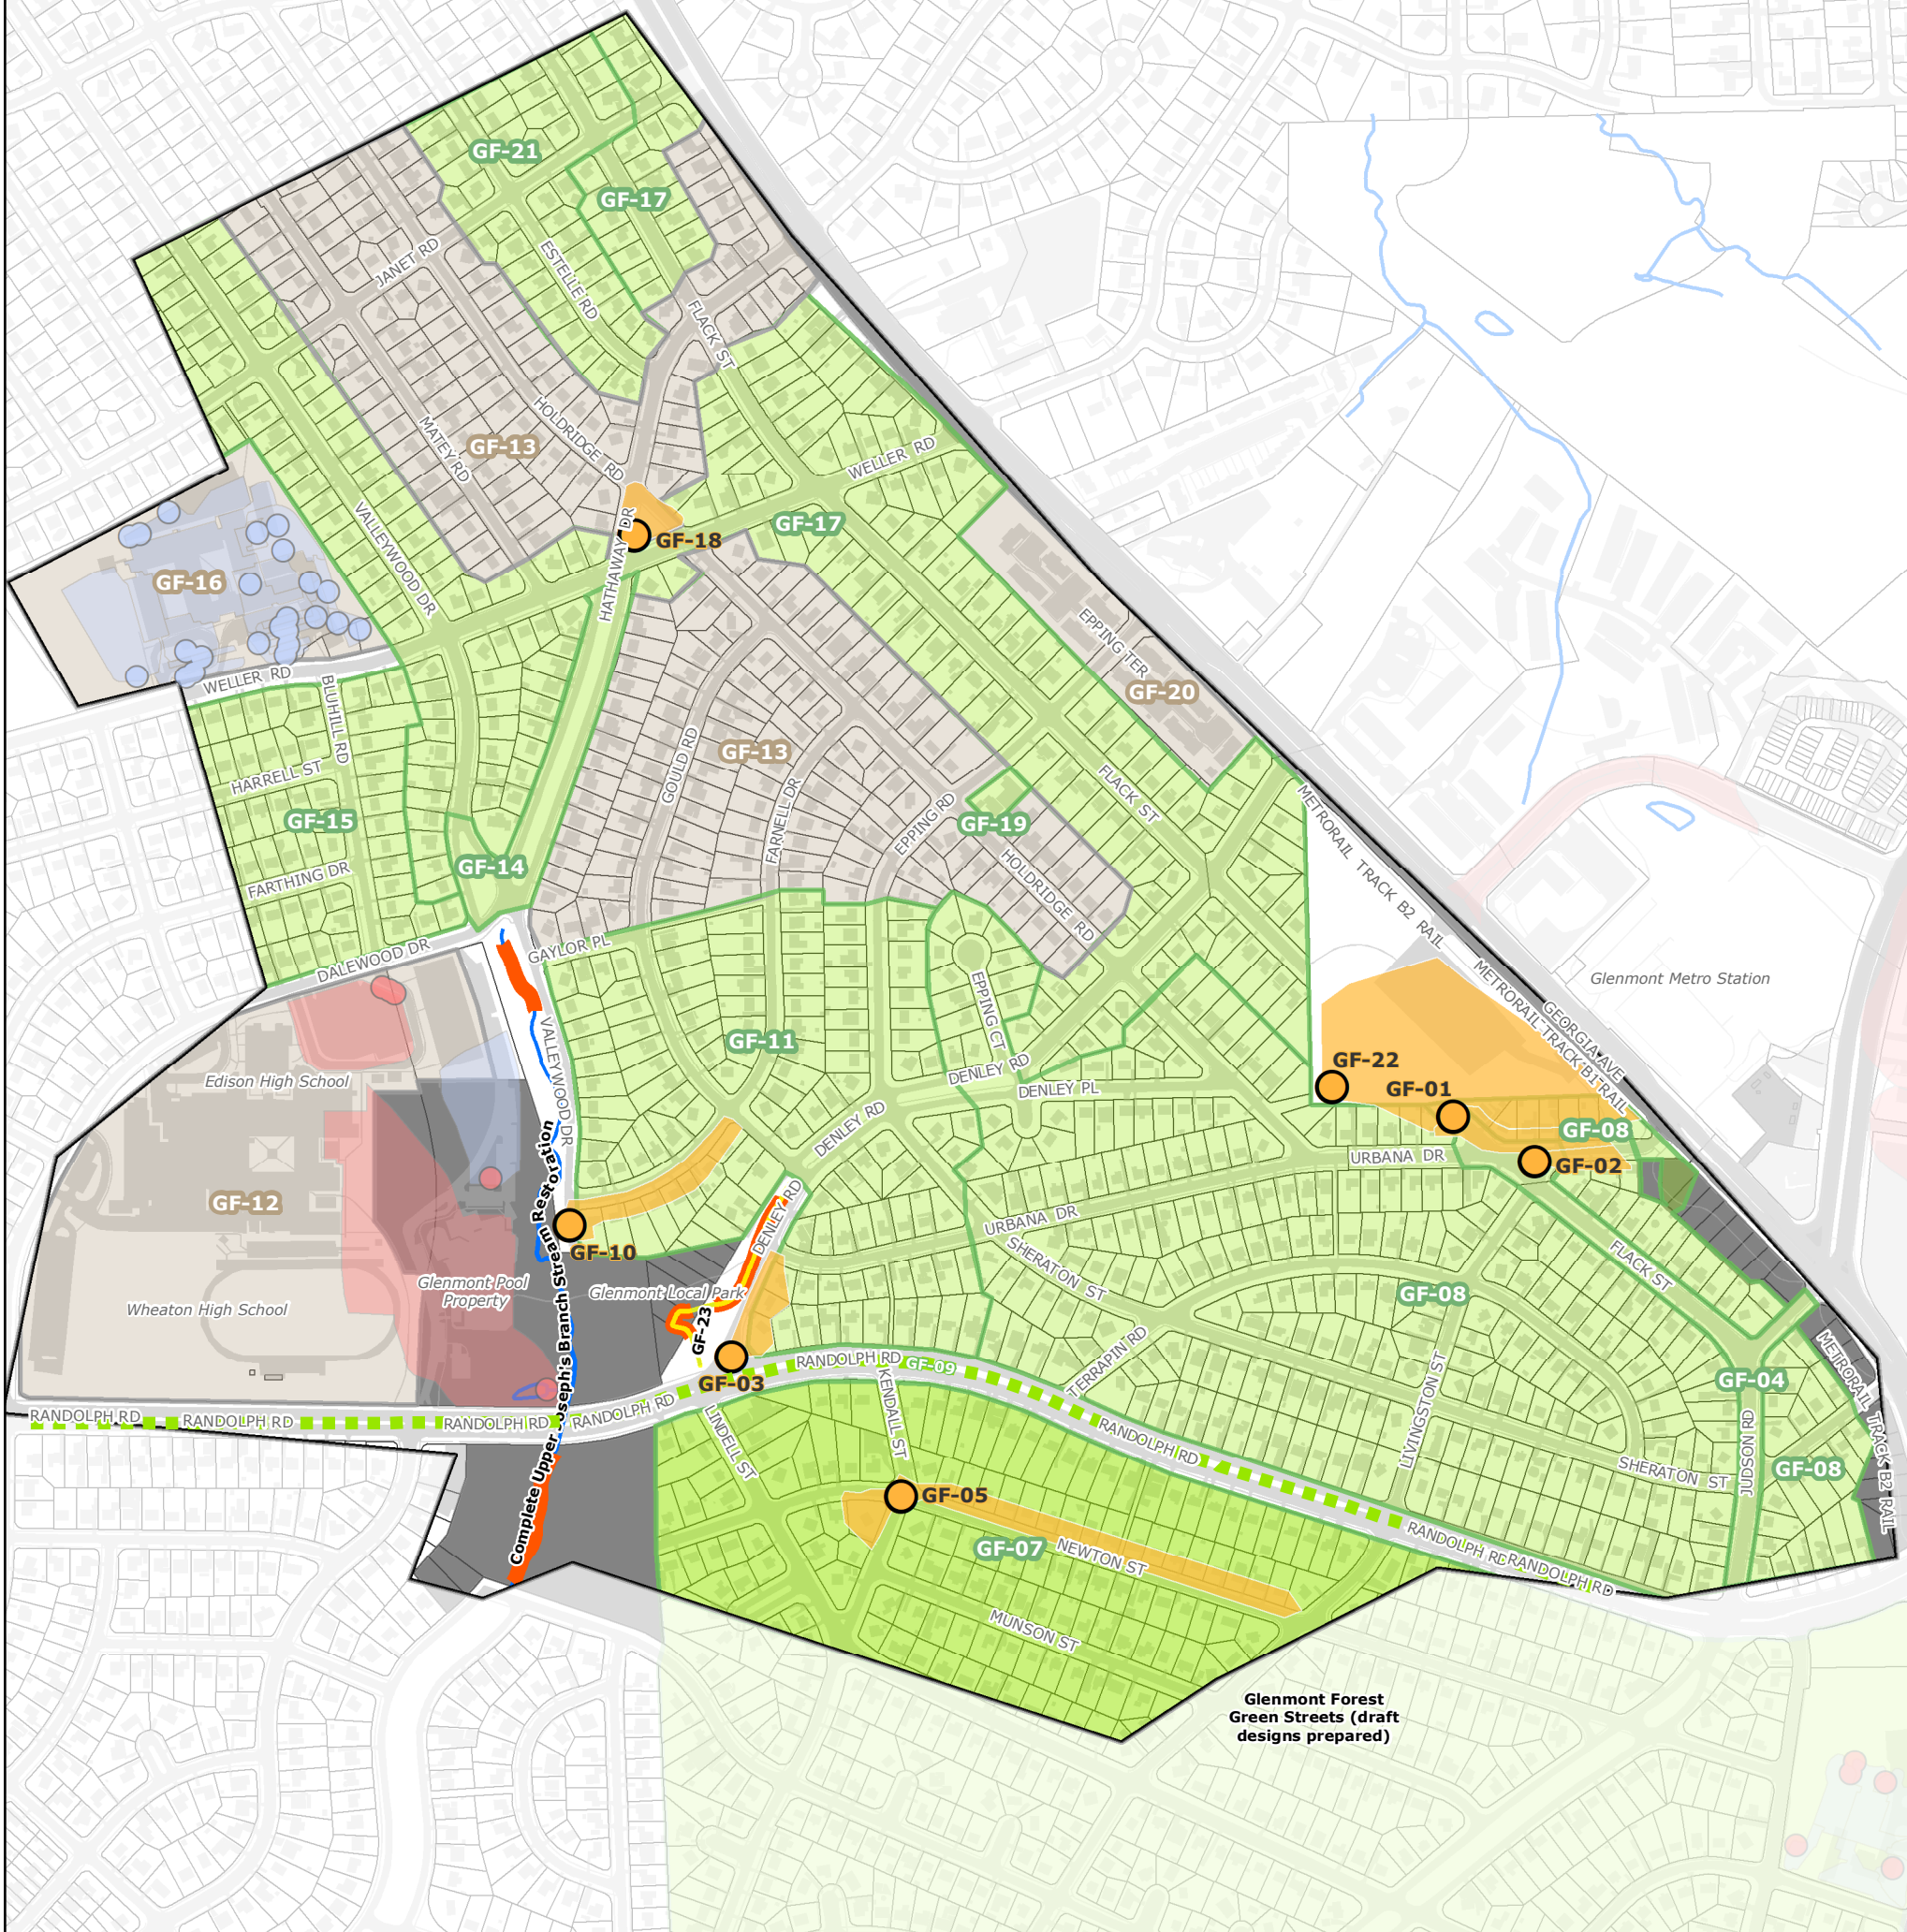 GF-21
GF-17
JANET RD
ESTELLE RD
FLACK ST
HOLDRIDGE RD
MATEY RD
GF-13
WELLER RD
VALLEYWOOD DR
GF-17
GF-18
HATHAWAY DR
GF-16
EPPING TER
GF-20
WELLER RD
BLUHILL RD
HARRELL ST
GF-15
FARTHING DR
GOULD RD
GF-13
FARNELL DR
EPPING RD
GF-19
FLACK ST
HOLDRIDGE RD
METRORAIL TRACK B2 RAIL
GF-14
DALEWOOD DR
GAYLOR PL
Glenmont Metro Station
METRORAIL TRACK B1 RAIL
GEORGIA AVE
EPPING CT
GF-11
VALLEYWOOD DR
Edison High School
DENLEY RD
DENLEY PL
GF-22
GF-01
DENLEY RD
GF-08
URBANA DR
GF-02
GF-12
Complete Upper Joseph's Branch Stream Restoration
GF-10
DENLEY RD
URBANA DR
SHERATON ST
FLACK ST
Glenmont Pool
Property
Glenmont Local Park
Wheaton High School
GF-23
GF-08
TERRAPIN RD
LIVINGSTON ST
METRORAIL TRACK B2 RAIL
RANDOLPH RD
GF-09
GF-03
GF-04
KENDALL ST
LINDELL ST
RANDOLPH RD
RANDOLPH RD
RANDOLPH RD
RANDOLPH RD
RANDOLPH RD
JUDSON RD
SHERATON ST
GF-08
GF-05
GF-07
NEWTON ST
RANDOLPH RD
RANDOLPH RD
MUNSON ST
Glenmont Forest
Green Streets (draft
designs prepared)